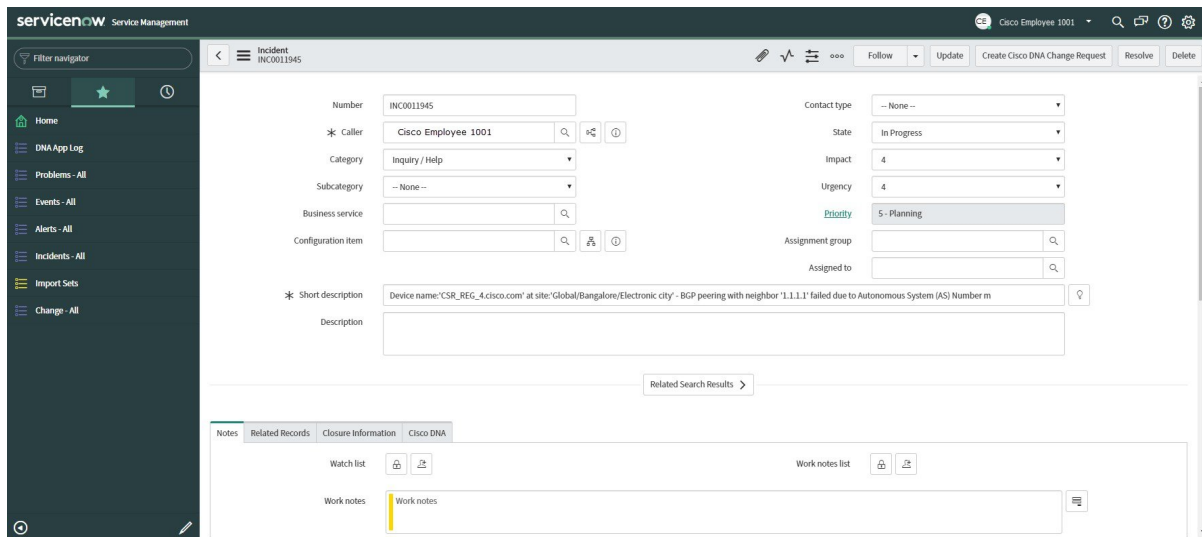 servicenow Service Management
CE Cisco Employee 1001
Filter navigator
Home
DNA App Log
Problems - All
Events - All
Alerts - All
Incidents - All
Import Sets
Change - All
Incident
INC0011945
Follow
Update
Create Cisco DNA Change Request
Resolve
Delete
Number INC0011945
Caller Cisco Employee 1001
Category Inquiry / Help
Subcategory -- None --
Business service
Configuration item
Contact type -- None --
State In Progress
Impact 4
Urgency 4
Priority 5 - Planning
Assignment group
Assigned to
Short description Device name:'CSR_REG_4.cisco.com' at site:'Global/Bangalore/Electronic city' - BGP peering with neighbor '1.1.1.1' failed due to Autonomous System (AS) Number m
Description
Related Search Results
Notes Related Records Closure Information Cisco DNA
Watch list
Work notes list
Work notes Work notes